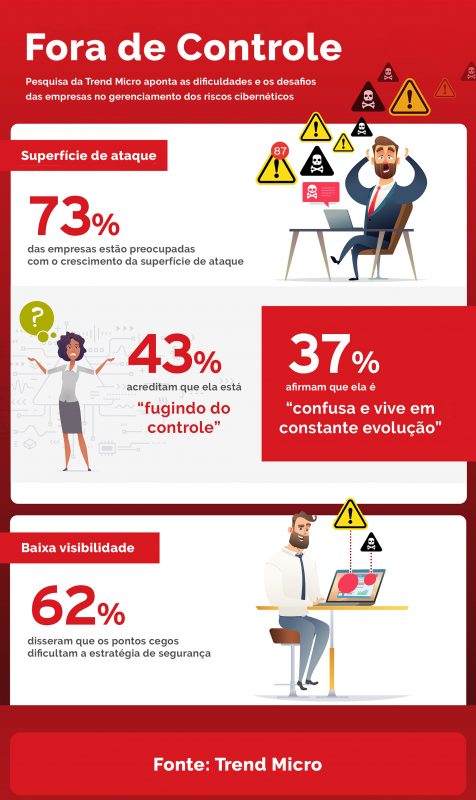 Fora de Controle
Pesquisa da Trend Micro aponta as dificuldades e os desafios
das empresas no gerenciamento dos riscos cibernéticos
Superfície de ataque
87
73%
das empresas estão preocupadas
com o crescimento da superfície de ataque
?
43%
acreditam que ela está
“fugindo do
controle”
37%
afirmam que ela é
“confusa e vive em
constante evolução”
Baixa visibilidade
62%
disseram que os pontos cegos
dificultam a estratégia de segurança
Fonte: Trend Micro